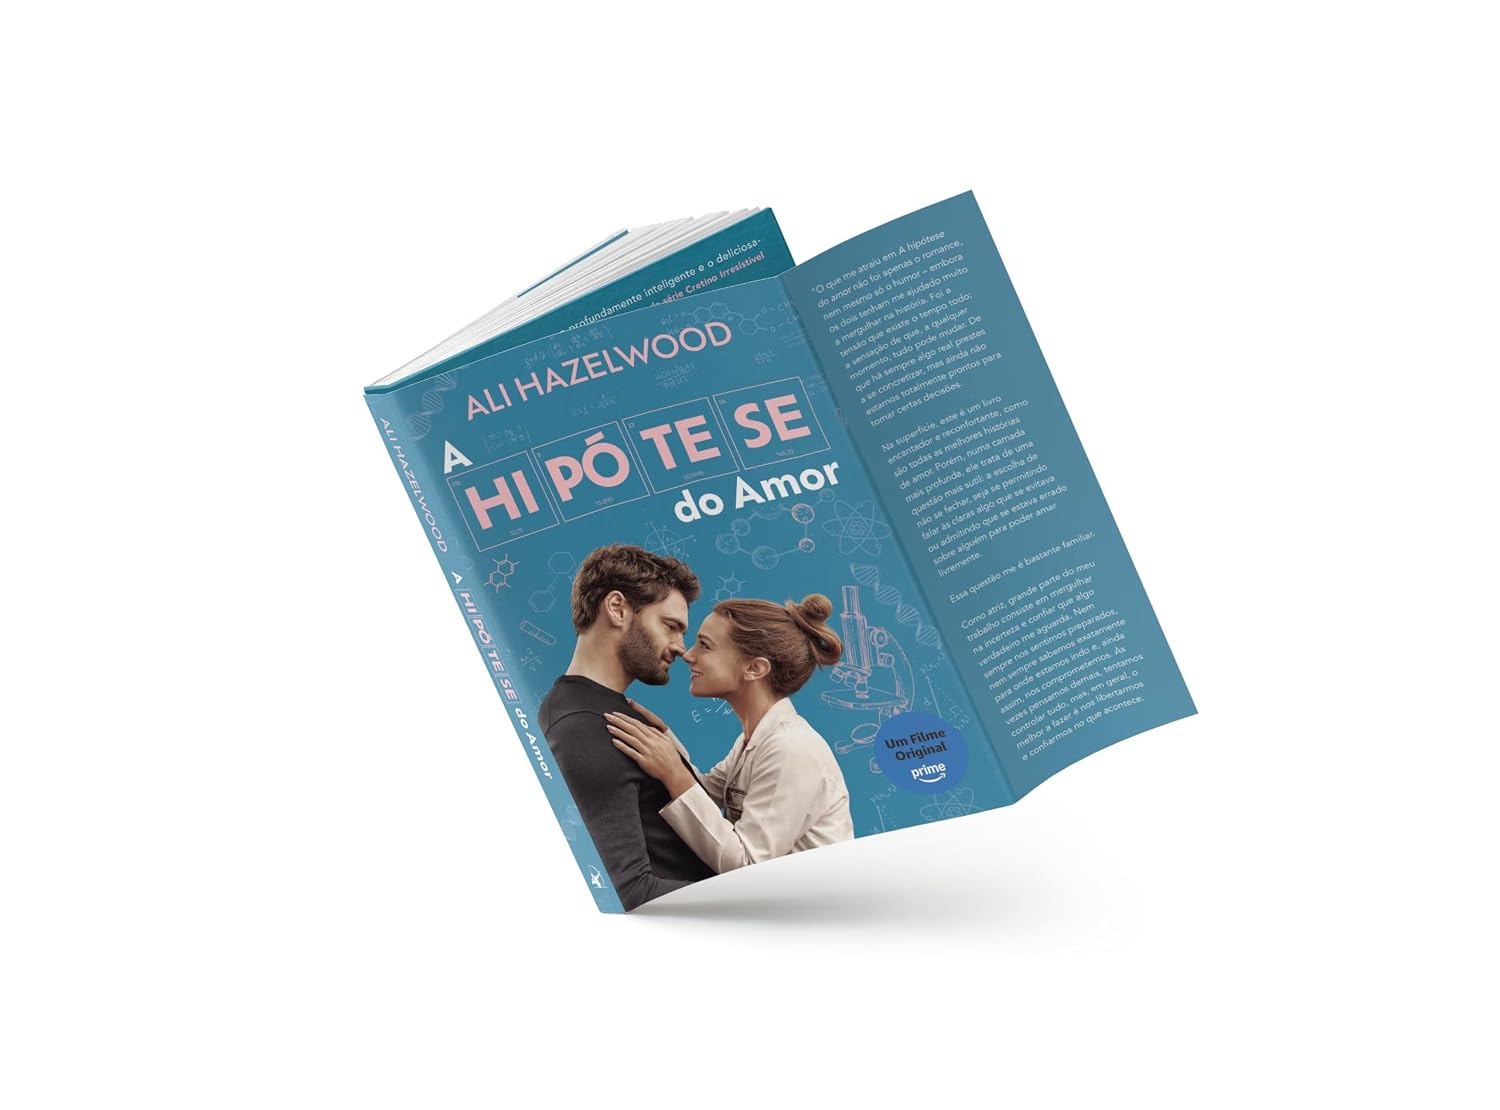 ALI HAZELWOOD
A HIPÓTESE do Amor
profundamente inteligente e o deliciosa-
da série Cretino Irresistível
ALI HAZELWOOD
A
HI PÓ TE SE
do Amor
Um Filme
Original
prime
"O que me atraiu em A hipótese
do amor não foi apenas o romance,
nem mesmo só o humor – embora
os dois tenham me ajudado muito
a mergulhar na história. Foi a
tensão que existe o tempo todo:
a sensação de que, a qualquer
momento, tudo pode mudar. De
que há sempre algo real prestes
a se concretizar, mas ainda não
estamos totalmente prontos para
tomar certas decisões.
Na superfície, este é um livro
encantador e reconfortante, como
são todas as melhores histórias
de amor. Porém, numa camada
mais profunda, ele trata de uma
questão mais sutil: a escolha de
não se fechar, seja se permitindo
falar às claras algo que se evitava
ou admitindo que se estava errado
sobre alguém para poder amar
livremente.
Essa questão me é bastante familiar.
Como atriz, grande parte do meu
trabalho consiste em mergulhar
na incerteza e confiar que algo
verdadeiro me aguarda. Nem
sempre nos sentimos preparados,
nem sempre sabemos exatamente
para onde estamos indo e, ainda
assim, nos comprometemos. Às
vezes pensamos demais, tentamos
controlar tudo, mas, em geral, o
melhor a fazer é nos libertarmos
e confiarmos no que acontece.